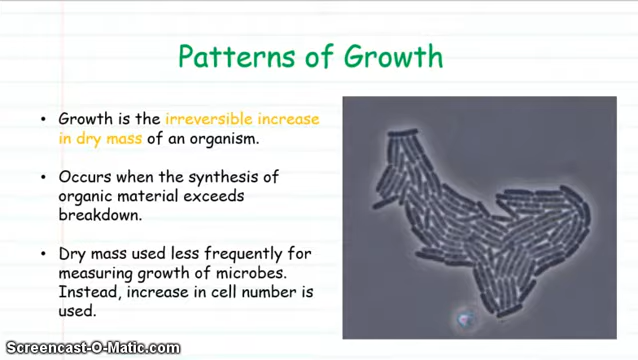 Patterns of Growth
• Growth is the irreversible increase
in dry mass of an organism.
• Occurs when the synthesis of
organic material exceeds
breakdown.
• Dry mass used less frequently for
measuring growth of microbes.
Instead, increase in cell number is
used.
Screencast-O-Matic.com